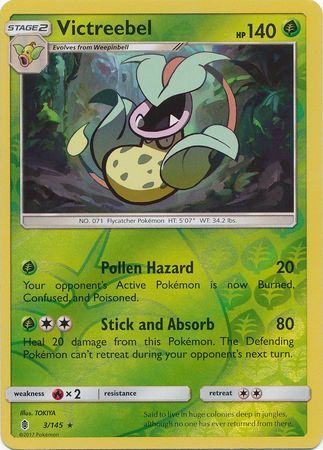 STAGE2 Victreebel HP 140
Evolves from Weepinbell
NO. 071 Flycatcher Pokémon HT: 5'07" WT: 34.2 lbs.
Pollen Hazard 20
Your opponent's Active Pokémon is now Burned,
Confused, and Poisoned.
Stick and Absorb 80
Heal 20 damage from this Pokémon. The Defending
Pokémon can't retreat during your opponent's next turn.
weakness × 2 resistance retreat
Illus. TOKIYA
3/145 ★
©2017 Pokémon
Said to live in huge colonies deep in jungles,
although no one has ever returned from there.